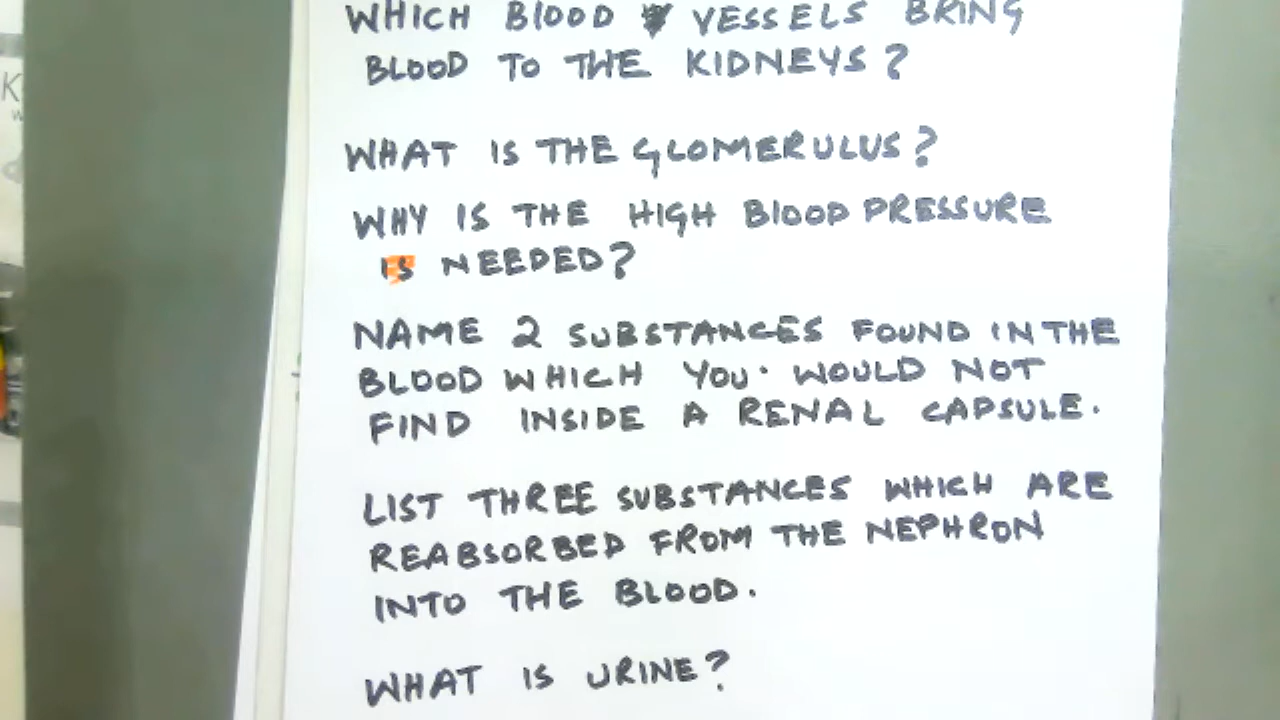 WHICH BLOOD VESSELS BRING
BLOOD TO THE KIDNEYS?
WHAT IS THE GLOMERULUS?
WHY IS THE HIGH BLOOD PRESSURE
IS NEEDED?
NAME 2 SUBSTANCES FOUND IN THE
BLOOD WHICH YOU WOULD NOT
FIND INSIDE A RENAL CAPSULE.
LIST THREE SUBSTANCES WHICH ARE
REABSORBED FROM THE NEPHRON
INTO THE BLOOD.
WHAT IS URINE?